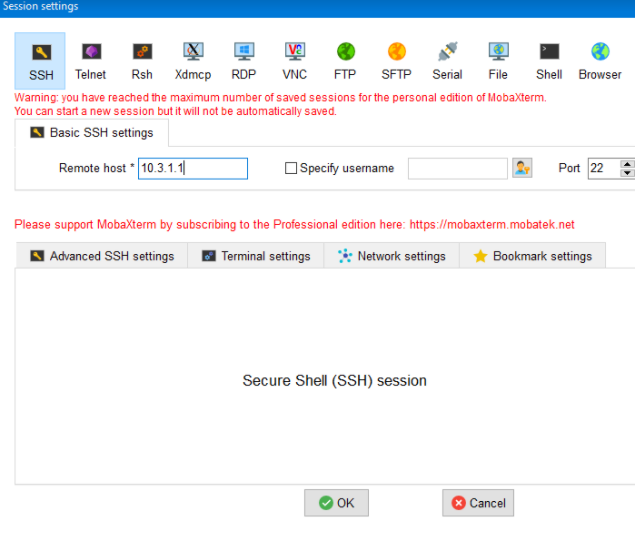 Session settings
SSH Telnet Rsh Xdmcp RDP VNC FTP SFTP Serial File Shell Browser
Warning: you have reached the maximum number of saved sessions for the personal edition of MobaXterm.
You can start a new session but it will not be automatically saved.
Basic SSH settings
Remote host * 10.3.1.1 Specify username Port 22
Please support MobaXterm by subscribing to the Professional edition here: https://mobaxterm.mobatek.net
Advanced SSH settings Terminal settings Network settings Bookmark settings
Secure Shell (SSH) session
OK Cancel